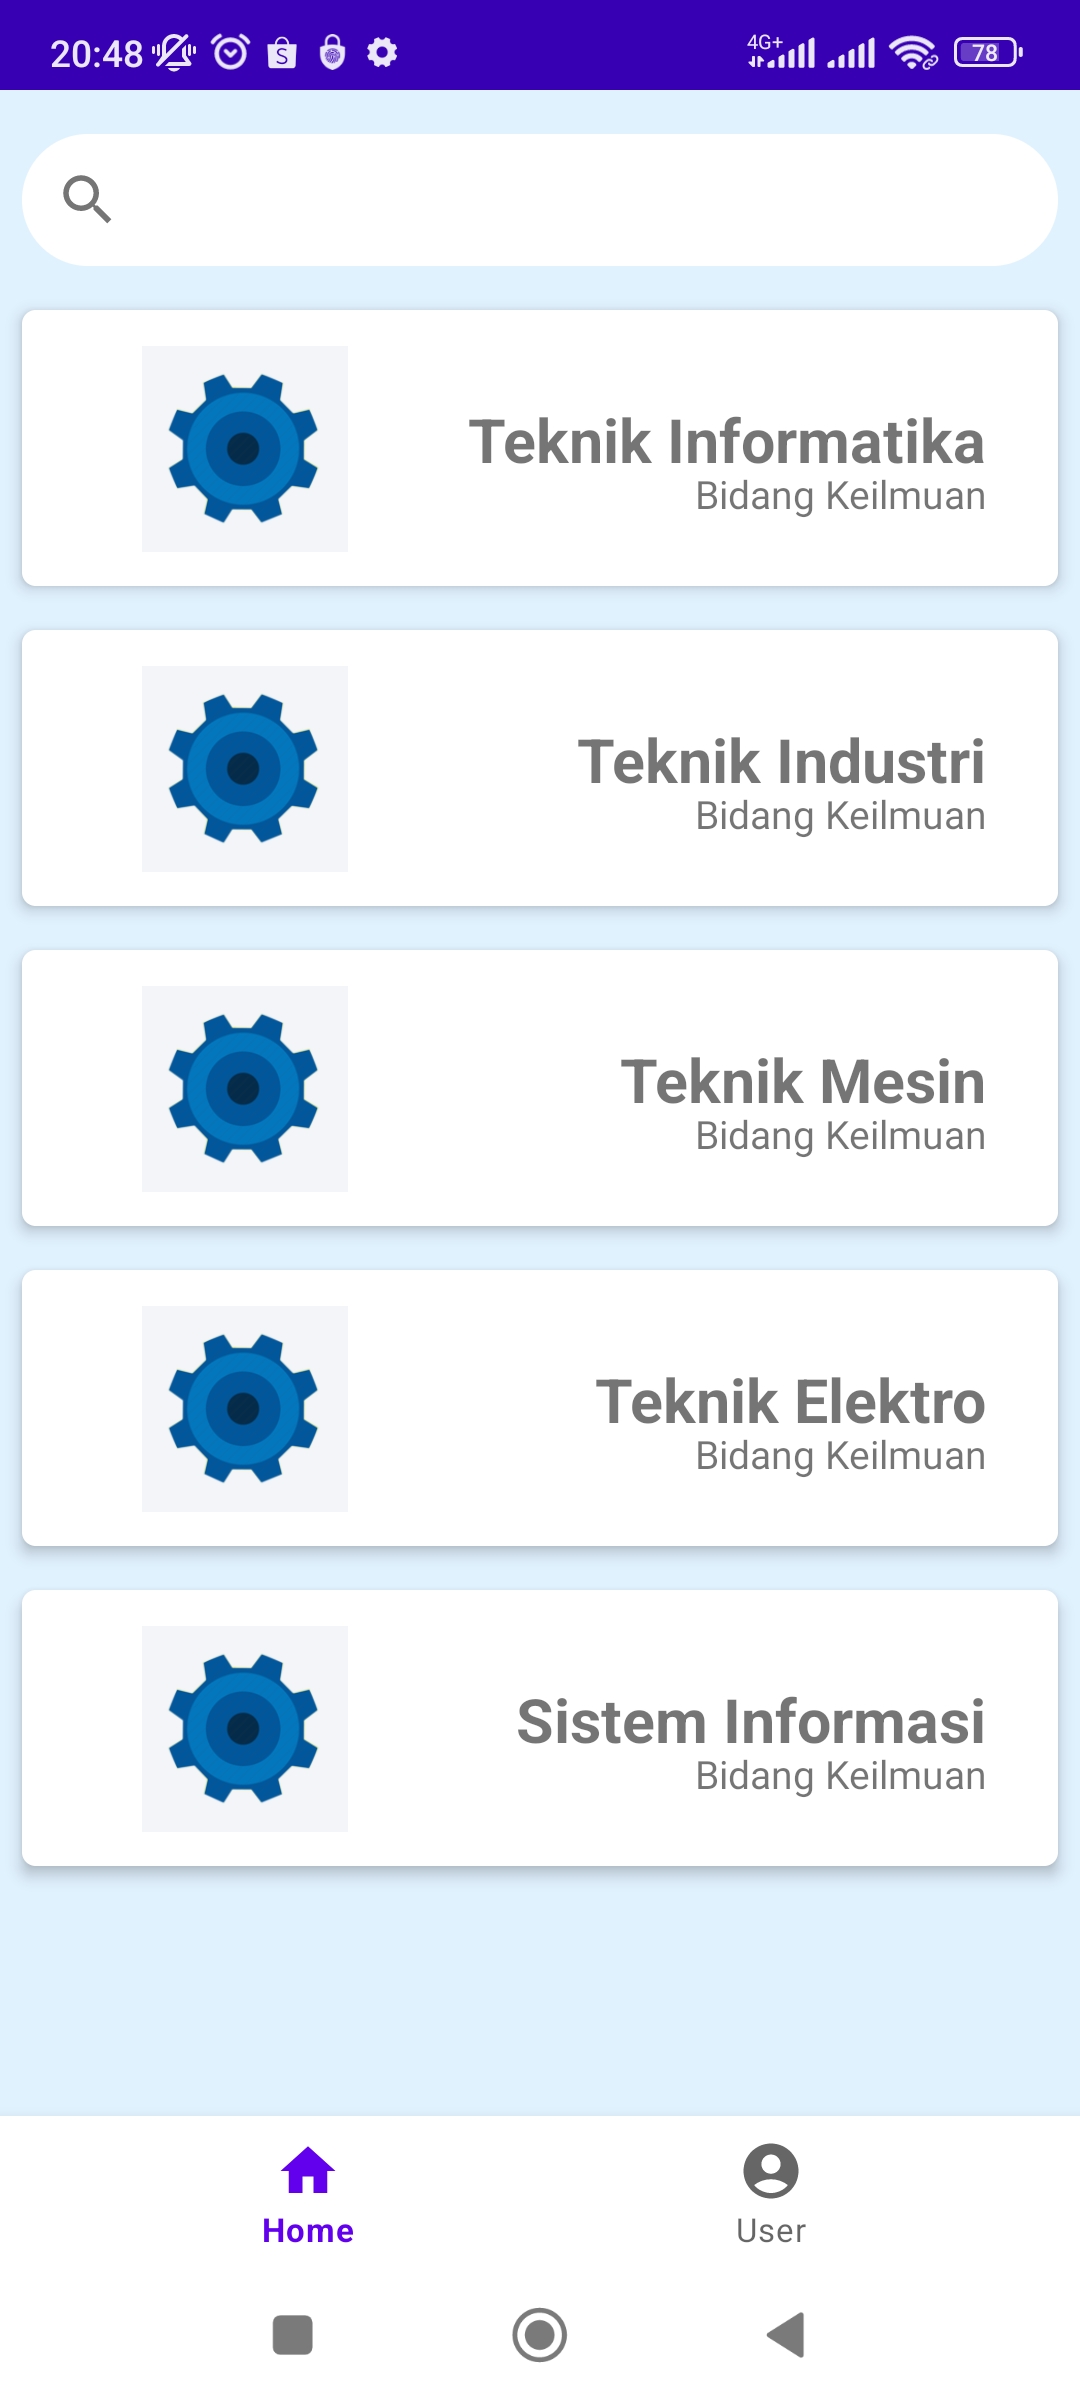 20:48
4G+
78
Teknik Informatika
Bidang Keilmuan
Teknik Industri
Bidang Keilmuan
Teknik Mesin
Bidang Keilmuan
Teknik Elektro
Bidang Keilmuan
Sistem Informasi
Bidang Keilmuan
Home
User